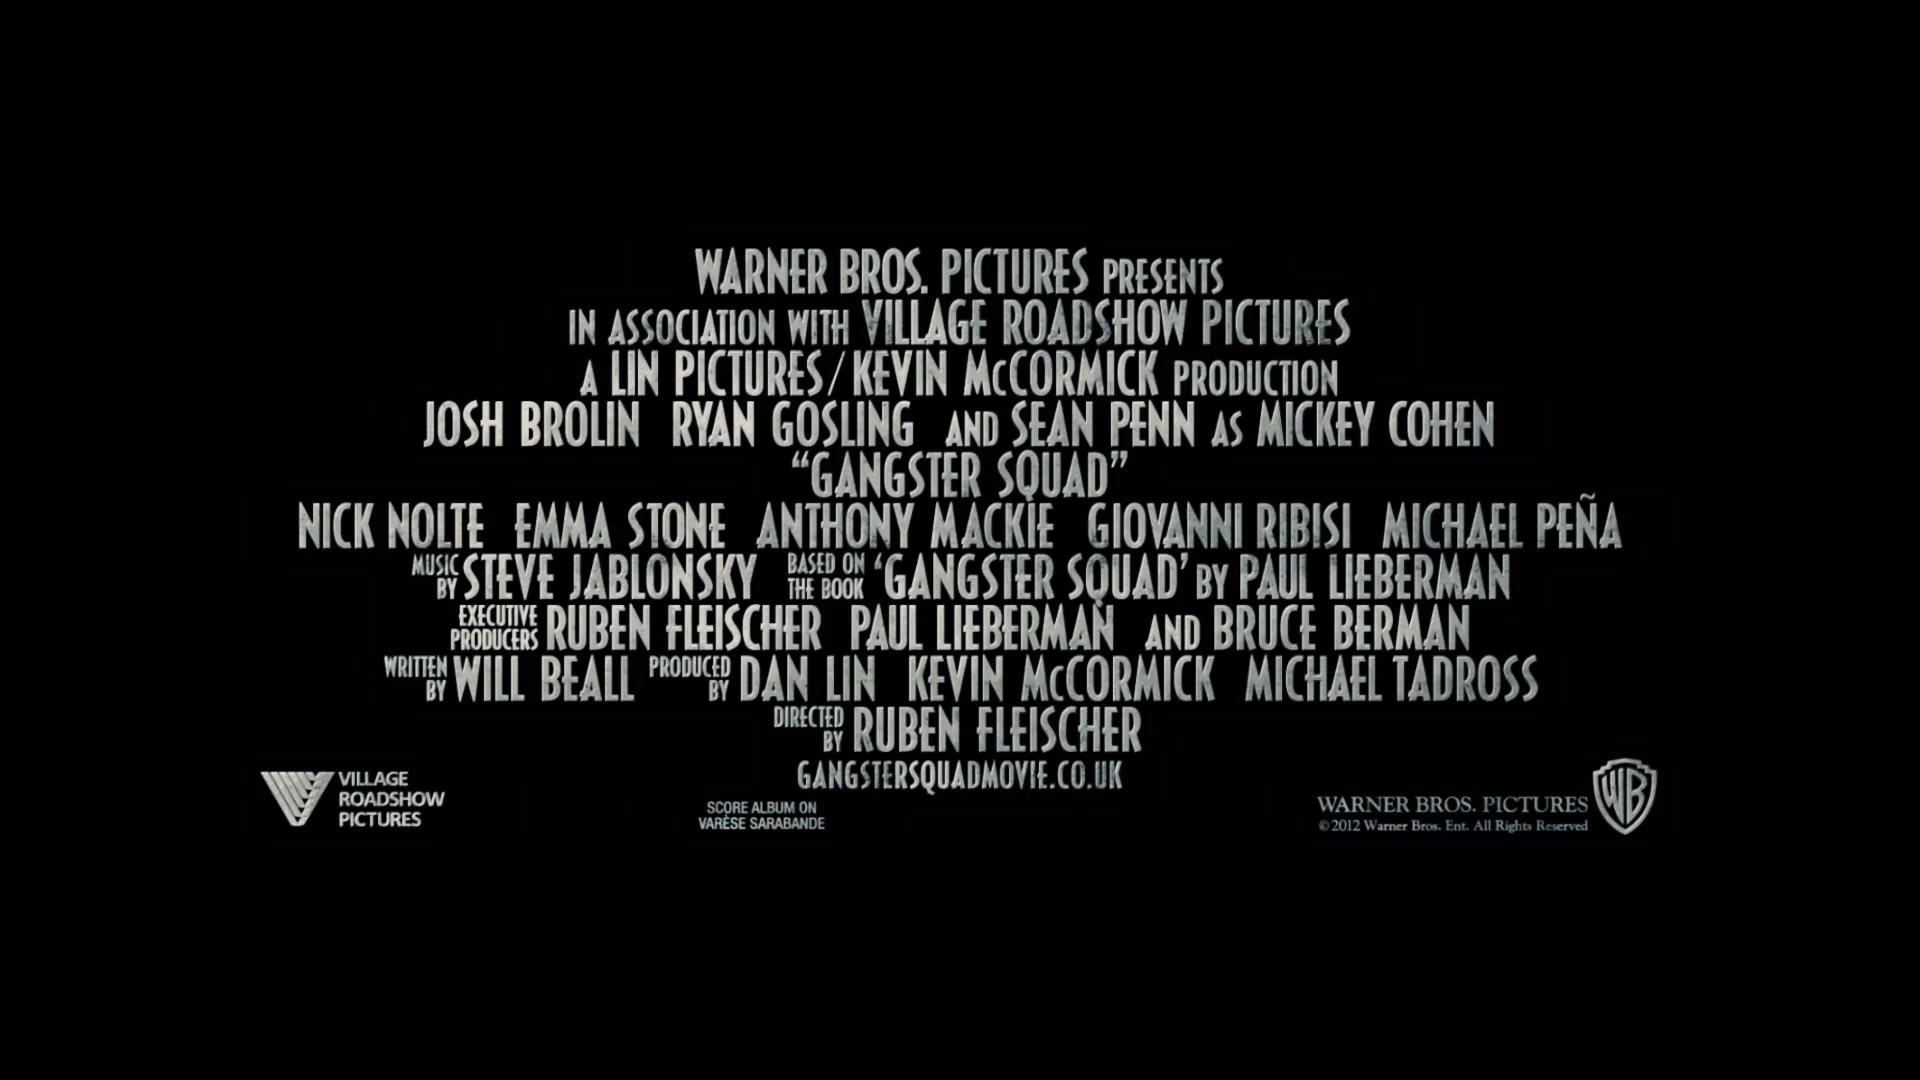 WARNER BROS. PICTURES PRESENTS
IN ASSOCIATION WITH VILLAGE ROADSHOW PICTURES
A LIN PICTURES/KEVIN McCORMICK PRODUCTION
JOSH BROLIN RYAN GOSLING AND SEAN PENN AS MICKEY COHEN
“GANGSTER SQUAD”
NICK NOLTE EMMA STONE ANTHONY MACKIE GIOVANNI RIBISI MICHAEL PEÑA
MUSIC BY STEVE JABLONSKY BASED ON THE BOOK ‘GANGSTER SQUAD’ BY PAUL LIEBERMAN
EXECUTIVE PRODUCERS RUBEN FLEISCHER PAUL LIEBERMAN AND BRUCE BERMAN
WRITTEN BY WILL BEALL PRODUCED BY DAN LIN KEVIN McCORMICK MICHAEL TADROSS
DIRECTED BY RUBEN FLEISCHER
GANGSTERSQUADMOVIE.CO.UK
VILLAGE
ROADSHOW
PICTURES
SCORE ALBUM ON
VARÈSE SARABANDE
WARNER BROS. PICTURES
©2012 Warner Bros. Ent. All Rights Reserved
WB